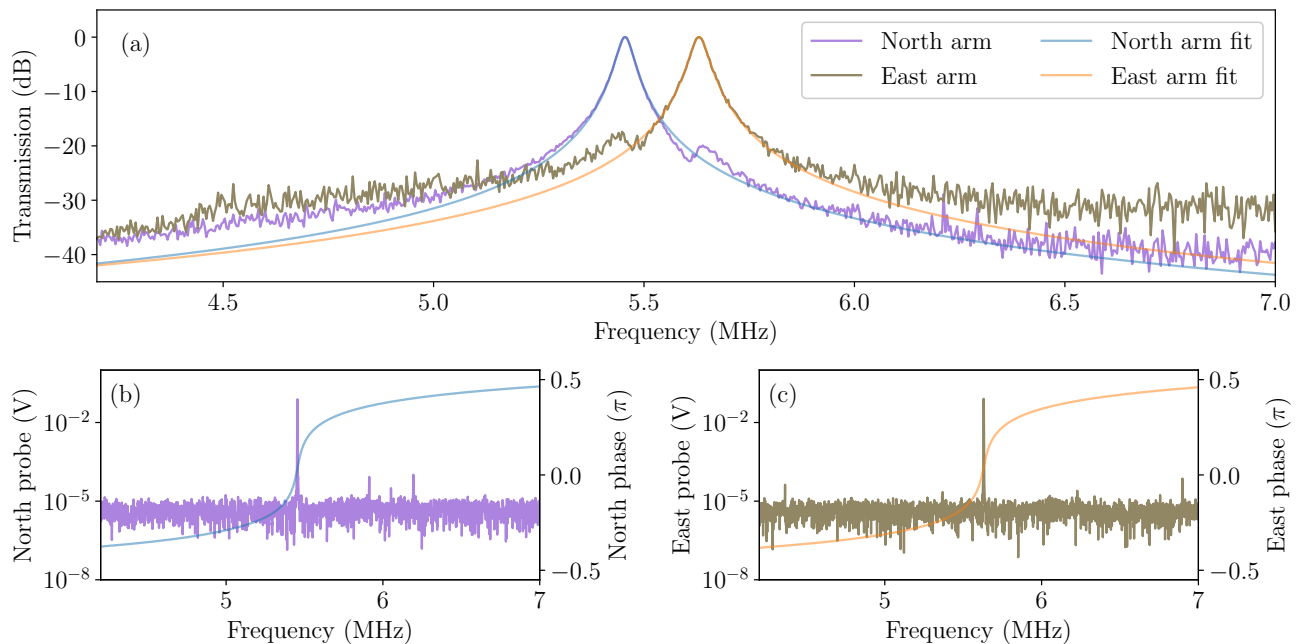 (a)
North arm
East arm
North arm fit
East arm fit
Transmission (dB)
0
−10
−20
−30
−40
4.5 5.0 5.5 6.0 6.5 7.0
Frequency (MHz)
(b)
North probe (V)
10⁻²
10⁻⁵
10⁻⁸
0.5
0.0
−0.5
North phase (π)
5 6 7
Frequency (MHz)
(c)
East probe (V)
10⁻²
10⁻⁵
10⁻⁸
0.5
0.0
−0.5
East phase (π)
5 6 7
Frequency (MHz)